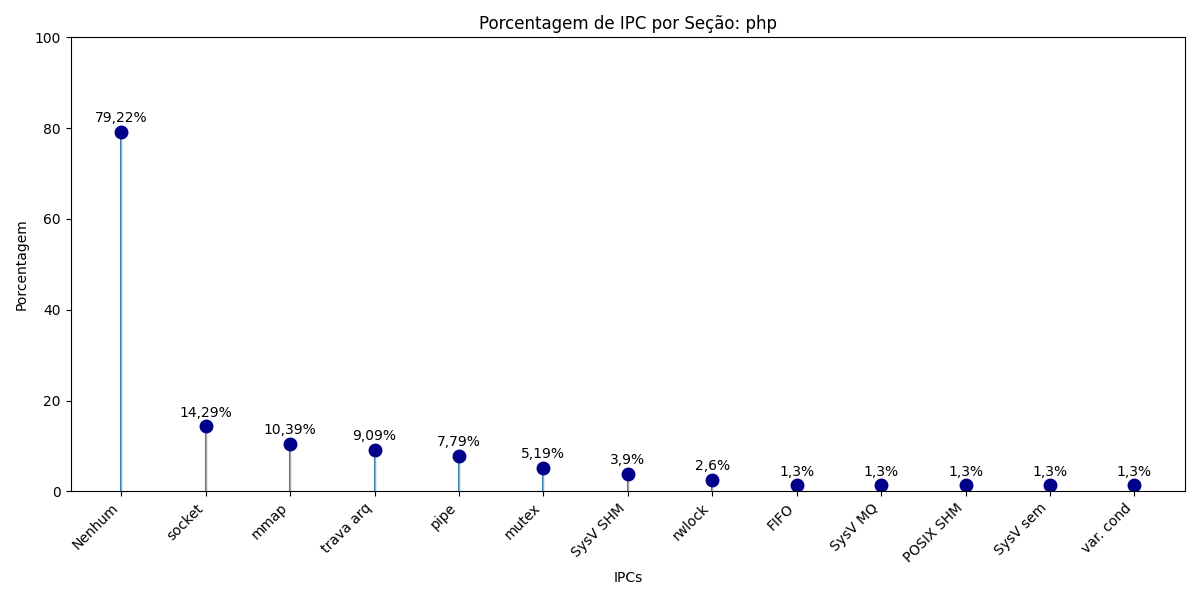 Porcentagem de IPC por Seção: php
Porcentagem
100
80
60
40
20
0
79,22%
14,29%
10,39%
9,09%
7,79%
5,19%
3,9%
2,6%
1,3%
1,3%
1,3%
1,3%
1,3%
Nenhum
socket
mmap
trava arq
pipe
mutex
SysV SHM
rwlock
FIFO
SysV MQ
POSIX SHM
SysV sem
var. cond
IPCs